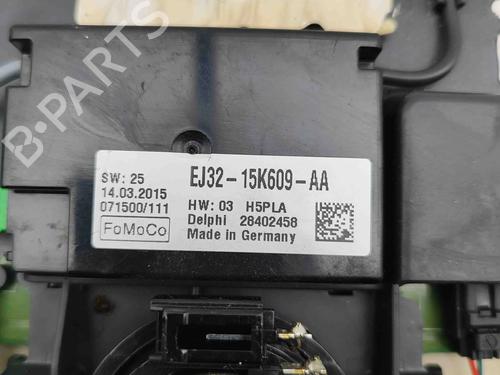 B-PARTS
SW: 25
14.03.2015
071500/111
FoMoCo
EJ32-15K609-AA
HW: 03 H5PLA
Delphi 28402458
Made in Germany